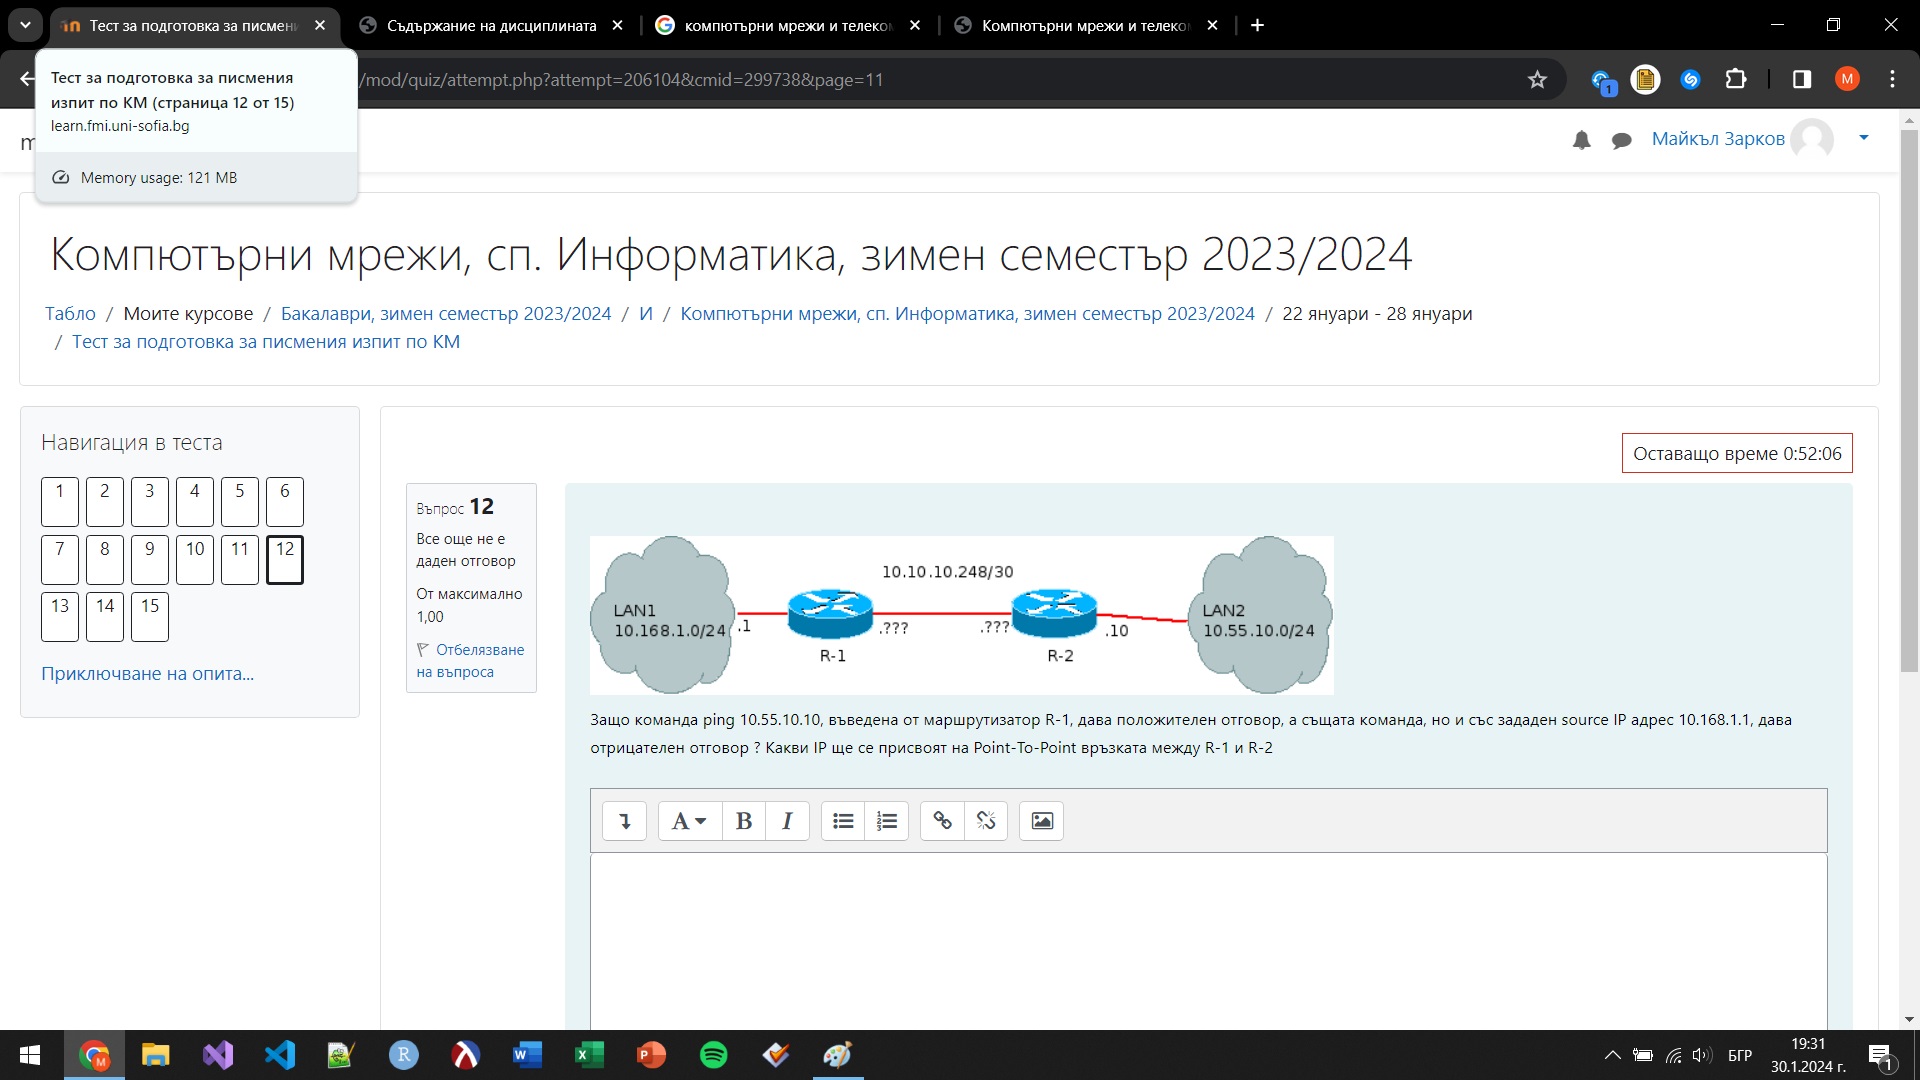 Тест за подготовка за писмени
Съдържание на дисциплината
компютърни мрежи и телеко
Компютърни мрежи и телеко
/mod/quiz/attempt.php?attempt=206104&cmid=299738&page=11
1
M
Тест за подготовка за писмения
изпит по КМ (страница 12 от 15)
learn.fmi.uni-sofia.bg
Memory usage: 121 MB
Майкъл Зарков
Компютърни мрежи, сп. Информатика, зимен семестър 2023/2024
Табло / Моите курсове / Бакалаври, зимен семестър 2023/2024 / И / Компютърни мрежи, сп. Информатика, зимен семестър 2023/2024 / 22 януари - 28 януари
/ Тест за подготовка за писмения изпит по КМ
Навигация в теста
1 2 3 4 5 6
7 8 9 10 11 12
13 14 15
Приключване на опита...
Оставащо време 0:52:06
Въпрос 12
Все още не е
даден отговор
От максимално
1,00
Отбелязване
на въпроса
10.10.10.248/30
LAN1
10.168.1.0/24
.1
.???
.???
.10
LAN2
10.55.10.0/24
R-1
R-2
Защо команда ping 10.55.10.10, въведена от маршрутизатор R-1, дава положителен отговор, а същата команда, но и със зададен source IP адрес 10.168.1.1, дава
отрицателен отговор ? Какви IP ще се присвоят на Point-To-Point връзката между R-1 и R-2
A B I
БГР
19:31
30.1.2024 г.
1